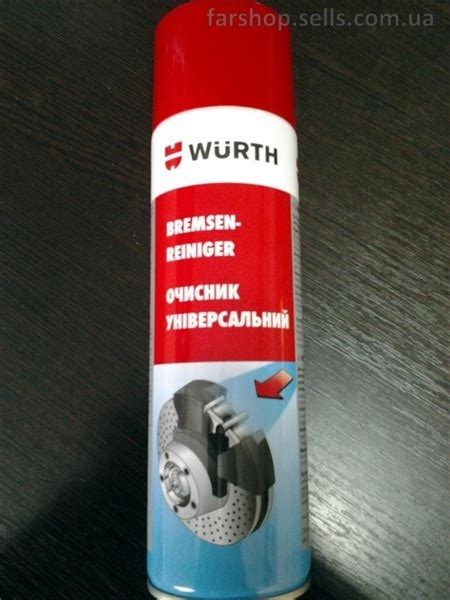 farshop.sells.com.ua
WÜRTH
BREMSEN-
REINIGER
ОЧИСНИК
УНІВЕРСАЛЬНИЙ